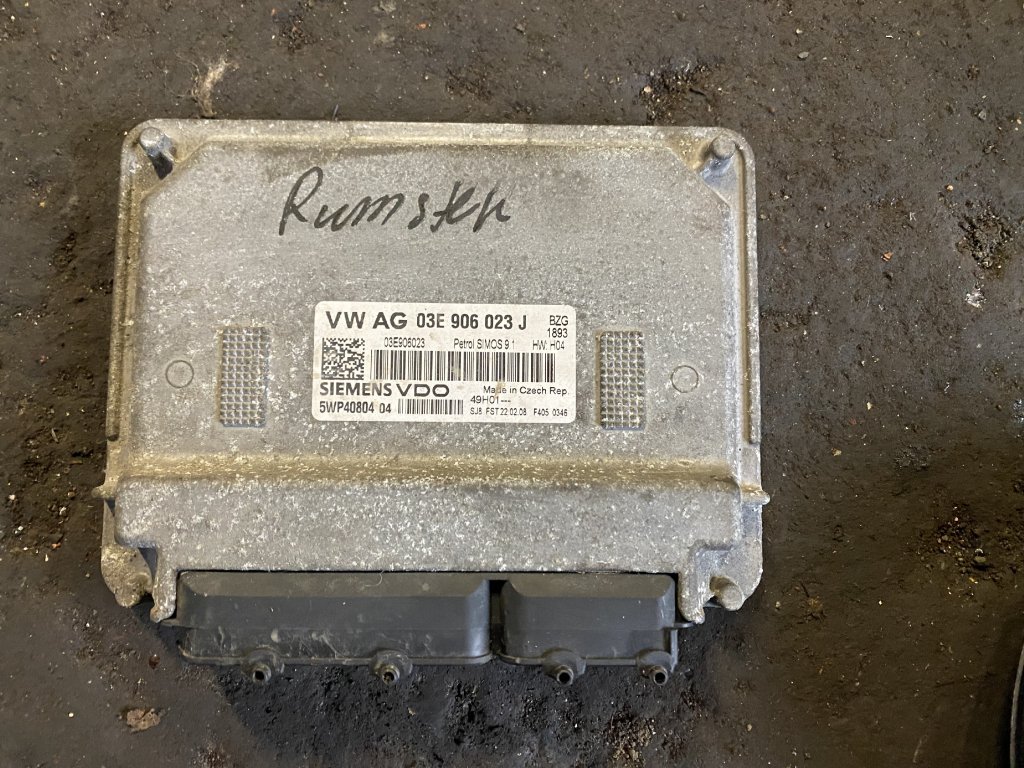 Rumster
VW AG 03E 906 023 J
BZG
1893
03E906023 Petrol SIMOS 9.1 HW: H04
SIEMENS VDO Made in Czech Rep.
5WP40804 04 49H01---
SJ8 FST 22.02.08 F405 0346